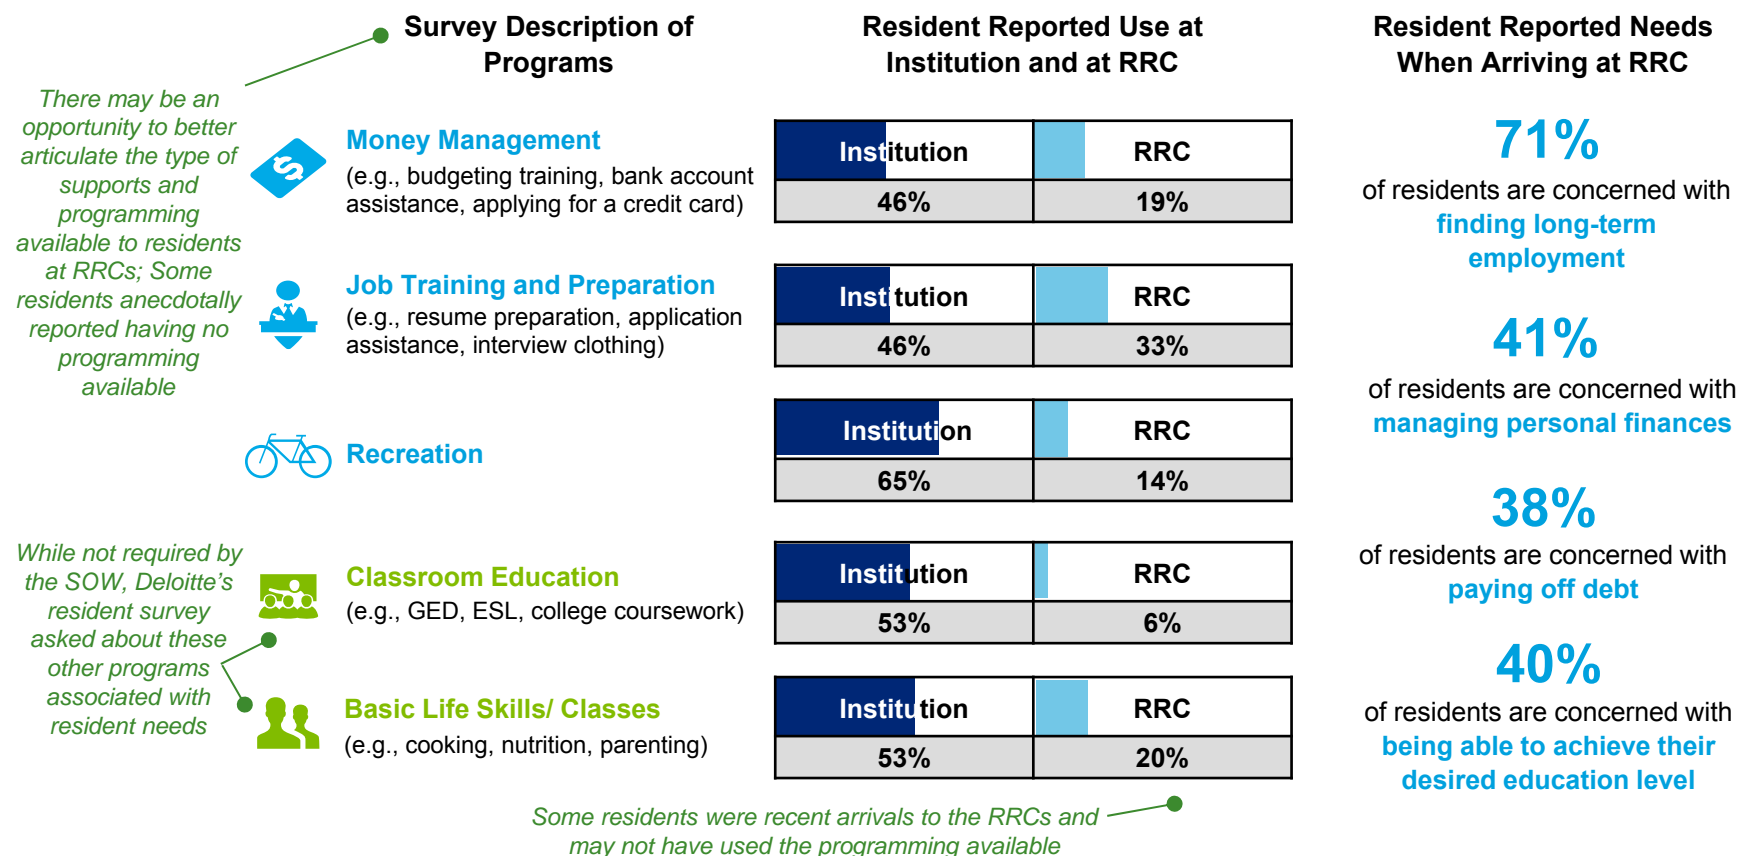 Survey Description of
Programs
Resident Reported Use at
Institution and at RRC
Resident Reported Needs
When Arriving at RRC
There may be an
opportunity to better
articulate the type of
supports and
programming
available to residents
at RRCs; Some
residents anecdotally
reported having no
programming
available
Money Management
(e.g., budgeting training, bank account
assistance, applying for a credit card)
Institution
RRC
46%
19%
Job Training and Preparation
(e.g., resume preparation, application
assistance, interview clothing)
Institution
RRC
46%
33%
Recreation
Institution
RRC
65%
14%
While not required by
the SOW, Deloitte's
resident survey
asked about these
other programs
associated with
resident needs
Classroom Education
(e.g., GED, ESL, college coursework)
Institution
RRC
53%
6%
Basic Life Skills/ Classes
(e.g., cooking, nutrition, parenting)
Institution
RRC
53%
20%
Some residents were recent arrivals to the RRCs and
may not have used the programming available
71%
of residents are concerned with
finding long-term
employment
41%
of residents are concerned with
managing personal finances
38%
of residents are concerned with
paying off debt
40%
of residents are concerned with
being able to achieve their
desired education level